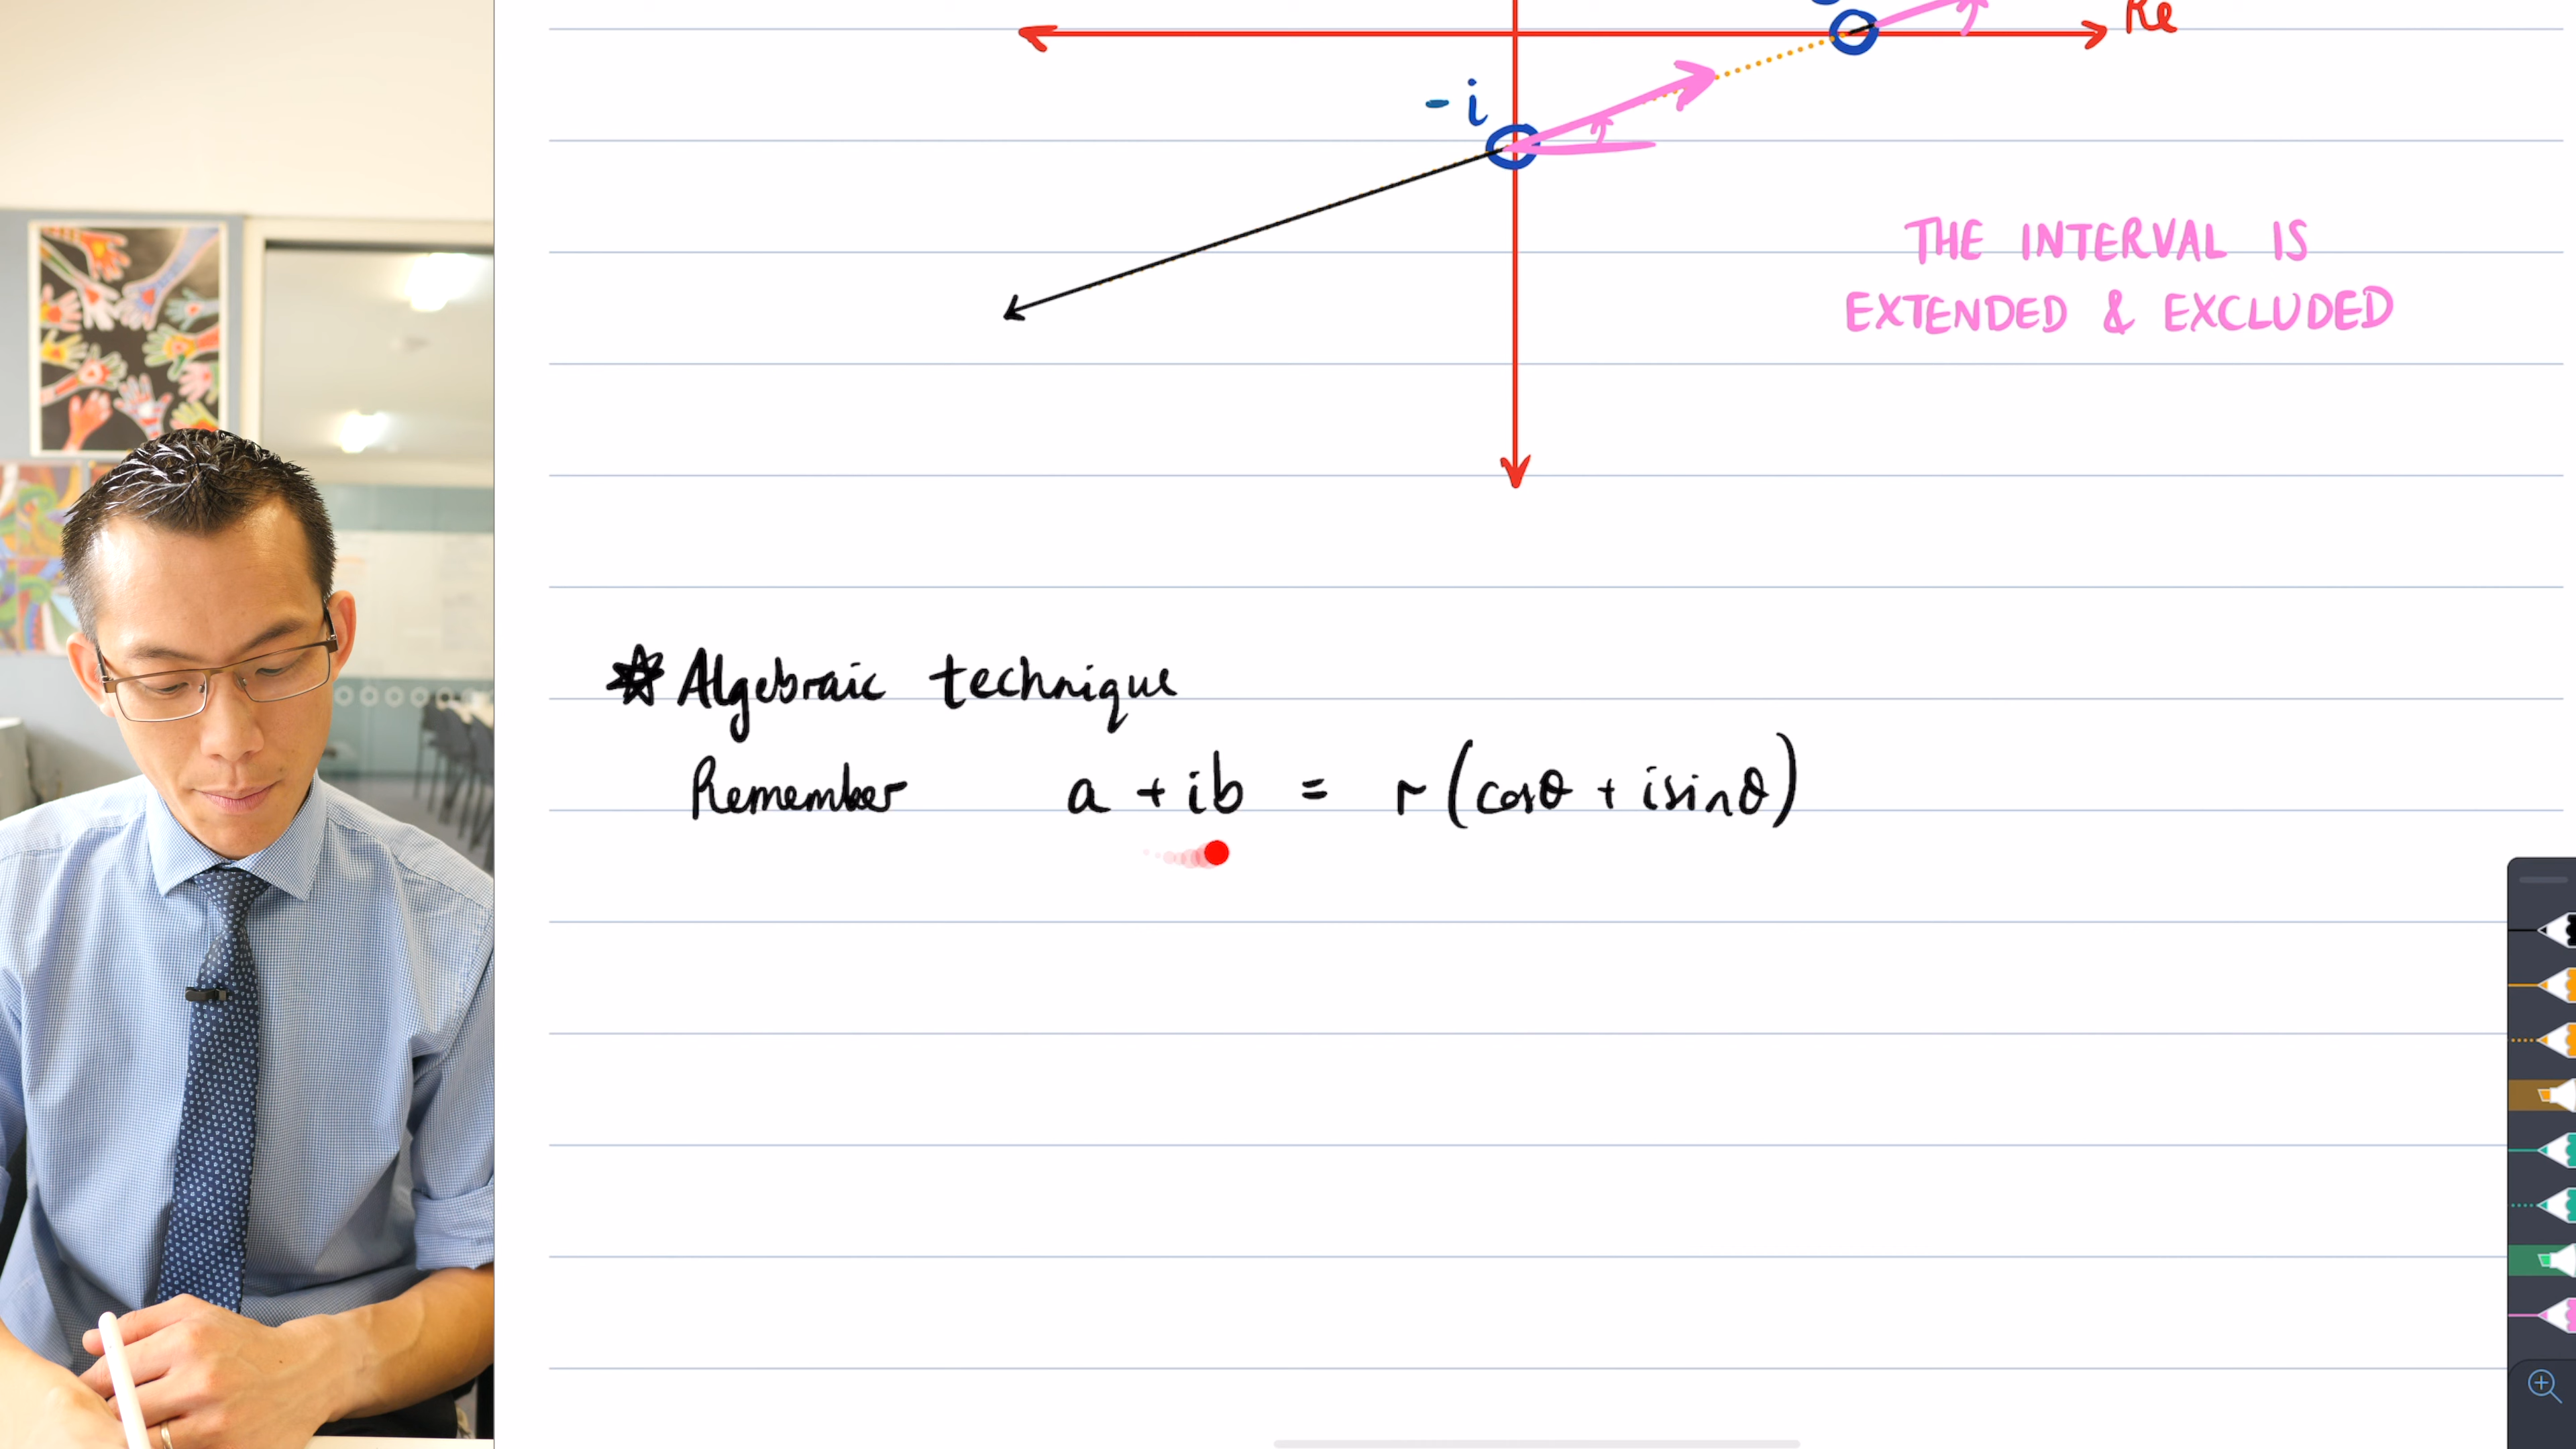 Re
-i
THE INTERVAL IS
EXTENDED & EXCLUDED
* Algebraic technique
Remember a + ib = r(cosθ + isinθ)